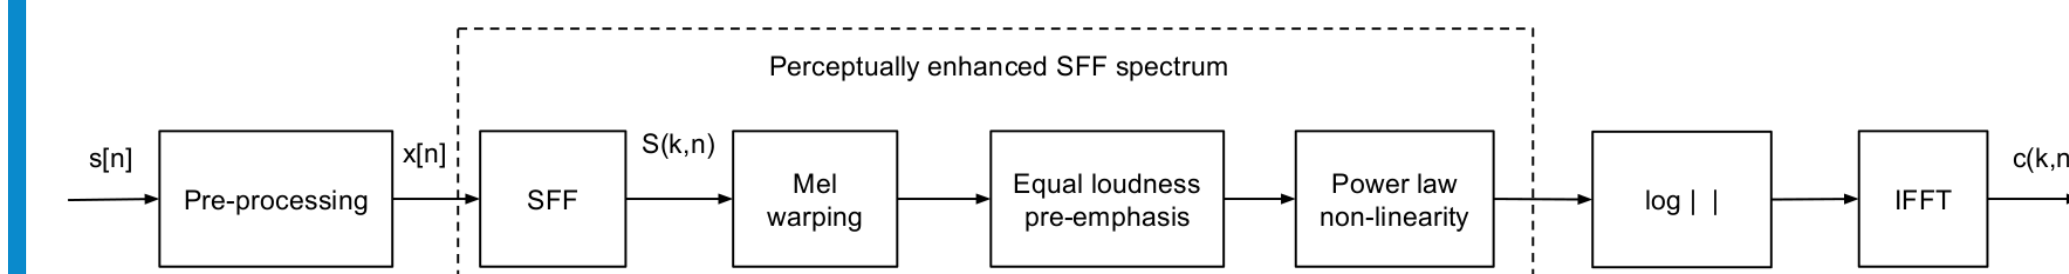 Perceptually enhanced SFF spectrum
s[n]
Pre-processing
x[n]
SFF
S(k,n)
Mel
warping
Equal loudness
pre-emphasis
Power law
non-linearity
log | |
IFFT
c(k,n